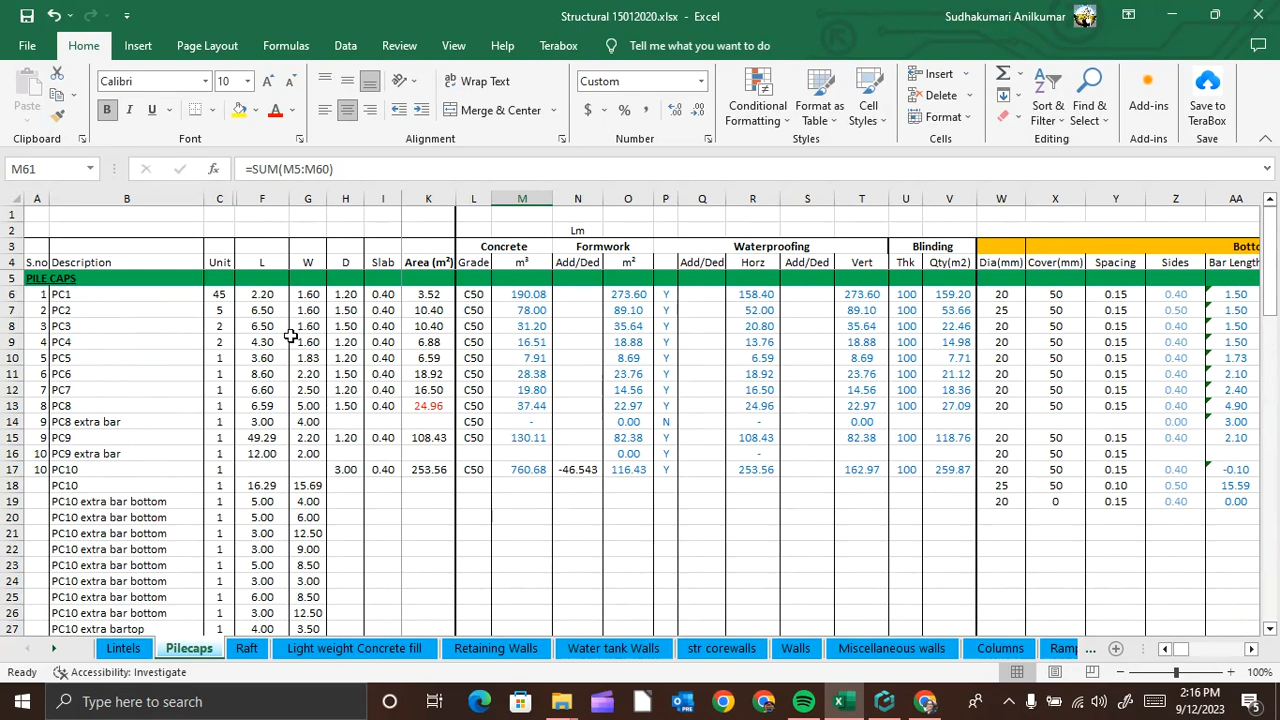 Structural 15012020.xlsx - Excel
Sudhakumari Anilkumar
File Home Insert Page Layout Formulas Data Review View Help Terabox Tell me what you want to do
Paste
Calibri 10
Wrap Text
Merge & Center
Custom
Conditional Formatting
Format as Table
Cell Styles
Insert
Delete
Format
Sort & Filter
Find & Select
Add-ins
Save to TeraBox
Clipboard Font Alignment Number Styles Cells Editing Add-ins Save
M61 =SUM(M5:M60)
A B C F G H I K L M N O P Q R S T U V W X Y Z AA
1
2 Lm
3 Concrete Formwork Waterproofing Blinding Botto
4 S.no Description Unit L W D Slab Area (m²) Grade m³ Add/Ded m² Add/Ded Horz Add/Ded Vert Thk Qty(m2) Dia(mm) Cover(mm) Spacing Sides Bar Length
5 PILE CAPS
6 1 PC1 45 2.20 1.60 1.20 0.40 3.52 C50 190.08 273.60 Y 158.40 273.60 100 159.20 20 50 0.15 0.40 1.50
7 2 PC2 5 6.50 1.60 1.50 0.40 10.40 C50 78.00 89.10 Y 52.00 89.10 100 53.66 25 50 0.15 0.50 1.50
8 3 PC3 2 6.50 1.60 1.50 0.40 10.40 C50 31.20 35.64 Y 20.80 35.64 100 22.46 20 50 0.15 0.40 1.50
9 4 PC4 2 4.30 1.60 1.20 0.40 6.88 C50 16.51 18.88 Y 13.76 18.88 100 14.98 20 50 0.15 0.40 1.50
10 5 PC5 1 3.60 1.83 1.20 0.40 6.59 C50 7.91 8.69 Y 6.59 8.69 100 7.71 20 50 0.15 0.40 1.73
11 6 PC6 1 8.60 2.20 1.50 0.40 18.92 C50 28.38 23.76 Y 18.92 23.76 100 21.12 20 50 0.15 0.40 2.10
12 7 PC7 1 6.60 2.50 1.20 0.40 16.50 C50 19.80 14.56 Y 16.50 14.56 100 18.36 20 50 0.15 0.40 2.40
13 8 PC8 1 6.59 5.00 1.50 0.40 24.96 C50 37.44 22.97 Y 24.96 22.97 100 27.09 20 50 0.15 0.40 4.90
14 9 PC8 extra bar 1 3.00 4.00 C50 - 0.00 N - 0.00 0.00 3.00
15 9 PC9 1 49.29 2.20 1.20 0.40 108.43 C50 130.11 82.38 Y 108.43 82.38 100 118.76 20 50 0.15 0.40 2.10
16 10 PC9 extra bar 1 12.00 2.00 0.00 Y - 20 50 0.15
17 10 PC10 1 3.00 0.40 253.56 C50 760.68 -46.543 116.43 Y 253.56 162.97 100 259.87 20 50 0.15 0.40 -0.10
18 PC10 1 16.29 15.69 25 50 0.10 0.50 15.59
19 PC10 extra bar bottom 1 5.00 4.00 20 0 0.15 0.40 0.00
20 PC10 extra bar bottom 1 5.00 6.00
21 PC10 extra bar bottom 1 3.00 12.50
22 PC10 extra bar bottom 1 3.00 9.00
23 PC10 extra bar bottom 1 5.00 8.50
24 PC10 extra bar bottom 1 3.00 3.00
25 PC10 extra bar bottom 1 6.00 8.50
26 PC10 extra bar bottom 1 3.00 12.50
27 PC10 extra bartop 1 4.00 3.50
Lintels Pilecaps Raft Light weight Concrete fill Retaining Walls Water tank Walls str corewalls Walls Miscellaneous walls Columns Ramp ...
Ready Accessibility: Investigate 100%
Type here to search
2:16 PM
9/12/2023
5